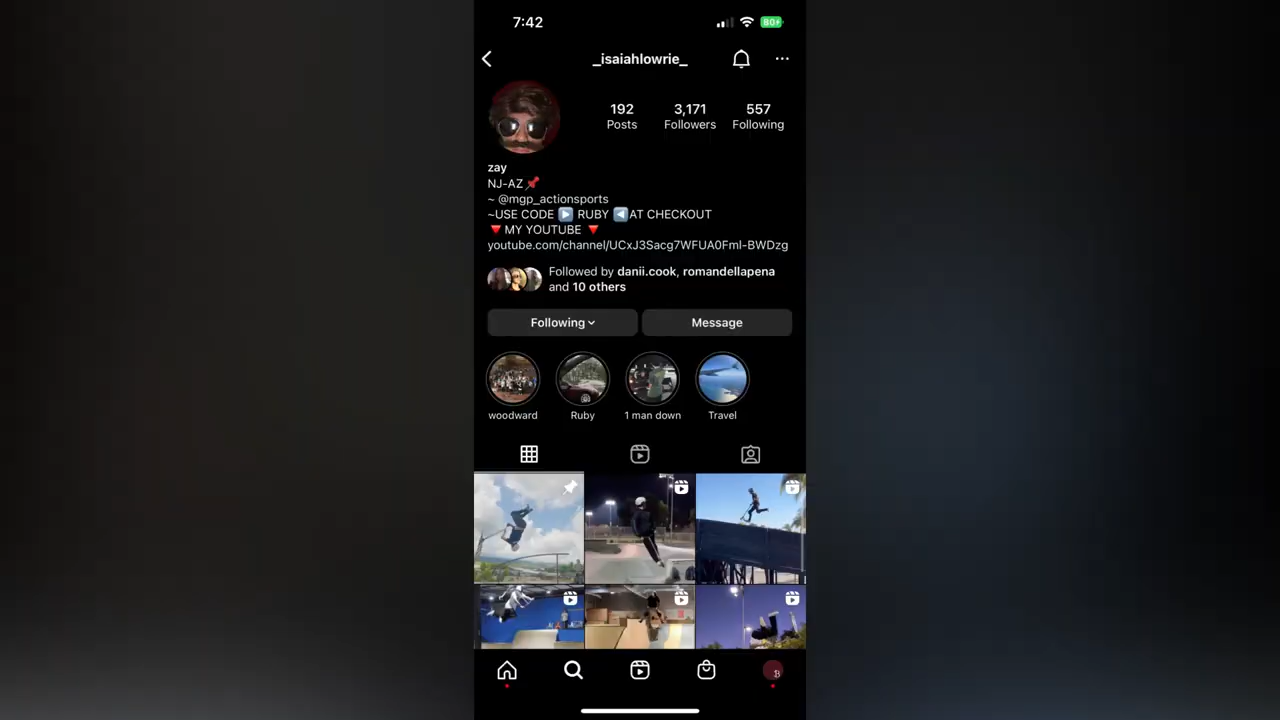 7:42
80
_isaiahlowrie_
192
3,171
557
Posts
Followers
Following
zay
NJ-AZ📌
~ @mgp_actionsports
~USE CODE ▶️ RUBY ◀️AT CHECKOUT
🔻MY YOUTUBE 🔻
youtube.com/channel/UCxJ3Sacg7WFUA0FmI-BWDzg
Followed by danii.cook, romandellapena
and 10 others
Following
Message
woodward
Ruby
1 man down
Travel